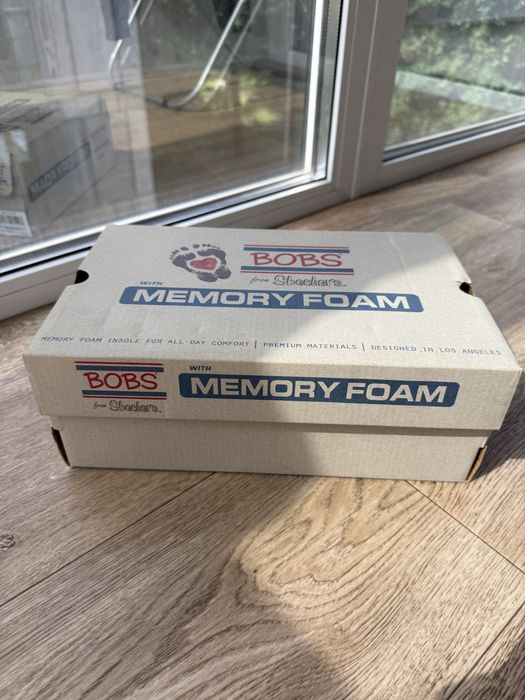 BOBS
from Skechers
WITH
MEMORY FOAM
MEMORY FOAM INSOLE FOR ALL-DAY COMFORT | PREMIUM MATERIALS | DESIGNED IN LOS ANGELES
BOBS
from Skechers
WITH
MEMORY FOAM